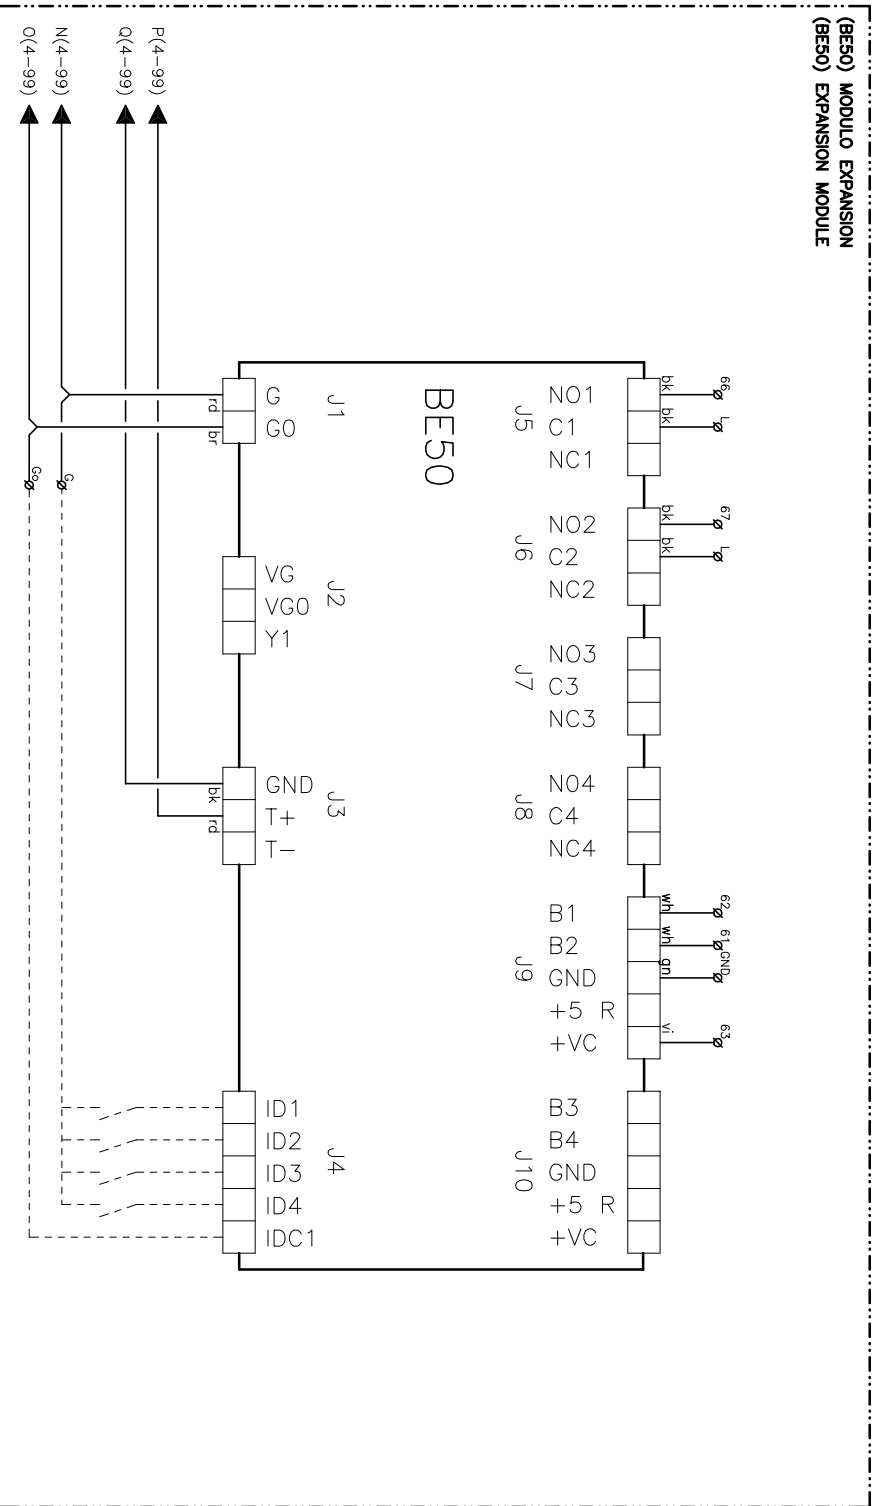 (BE50) MODULO EXPANSION
(BE50) EXPANSION MODULE
P(4-99)
Q(4-99)
N(4-99)
O(4-99)
BE50
J1
G
rd
G0
br
G
Go
J2
VG
VG0
Y1
J3
GND
bk
T+
rd
T-
J4
ID1
ID2
ID3
ID4
IDC1
J5
NO1
bk
66
C1
bk
L
NC1
J6
NO2
bk
67
C2
bk
L
NC2
J7
NO3
C3
NC3
J8
NO4
C4
NC4
J9
B1
wh
62
B2
wh
61
GND
gn
GND
+5 R
+VC
vi
63
J10
B3
B4
GND
+5 R
+VC